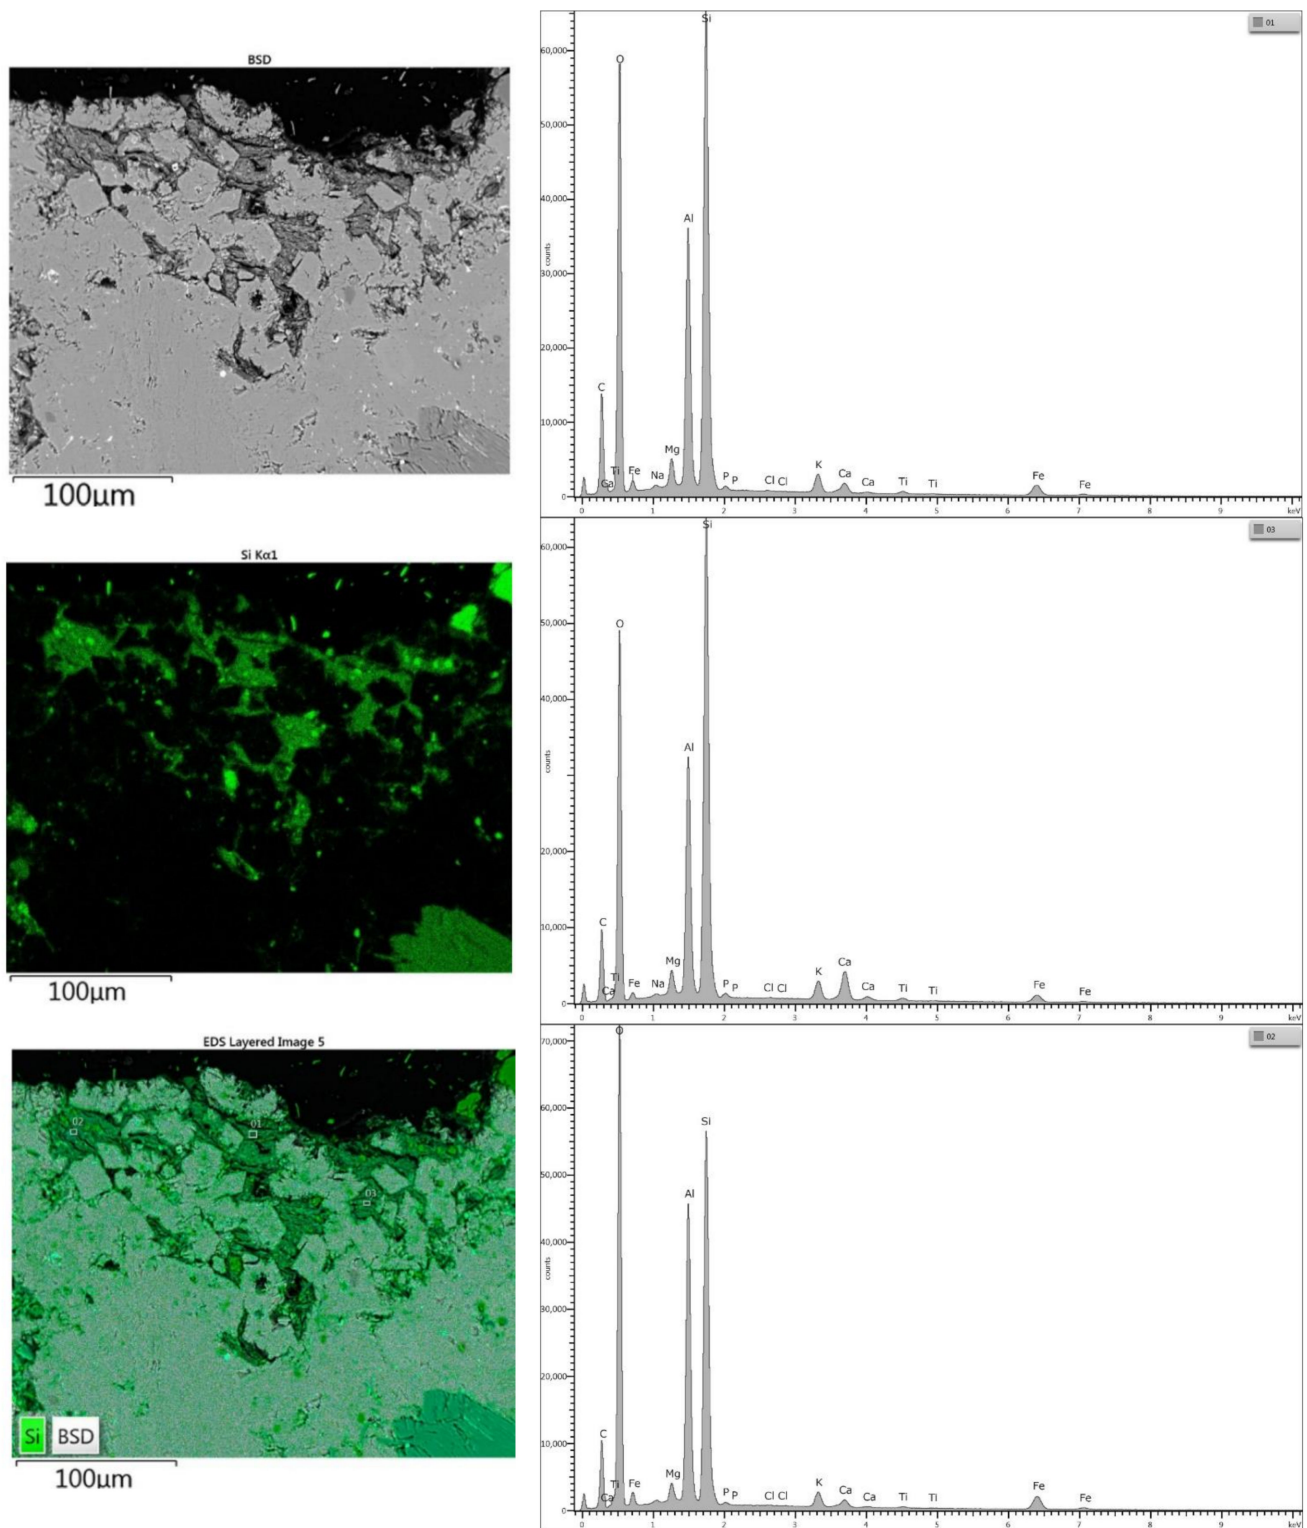 BSD
100μm
Si Kα1
100μm
EDS Layered Image 5
02
01
03
Si
BSD
100μm
01
Si
60,000
O
50,000
counts
40,000
Al
30,000
20,000
C
10,000
Ti
Fe
Ca
Na
Mg
P
P
Cl
Cl
K
Ca
Ca
Ti
Ti
Fe
Fe
0
0 1 2 3 4 5 6 7 8 9 keV
03
Si
60,000
O
50,000
counts
40,000
Al
20,000
C
10,000
Ti
Ca
Fe
Na
Mg
P
P
Cl
Cl
K
Ca
Ca
Ti
Ti
Fe
Fe
0
0 1 2 3 4 5 6 7 8 9 keV
02
O
70,000
60,000
Si
50,000
counts
Al
40,000
30,000
20,000
C
10,000
Ti
Ca
Fe
Mg
P
P
Cl
Cl
K
Ca
Ca
Ti
Ti
Fe
Fe
0
0 1 2 3 4 5 6 7 8 9 keV